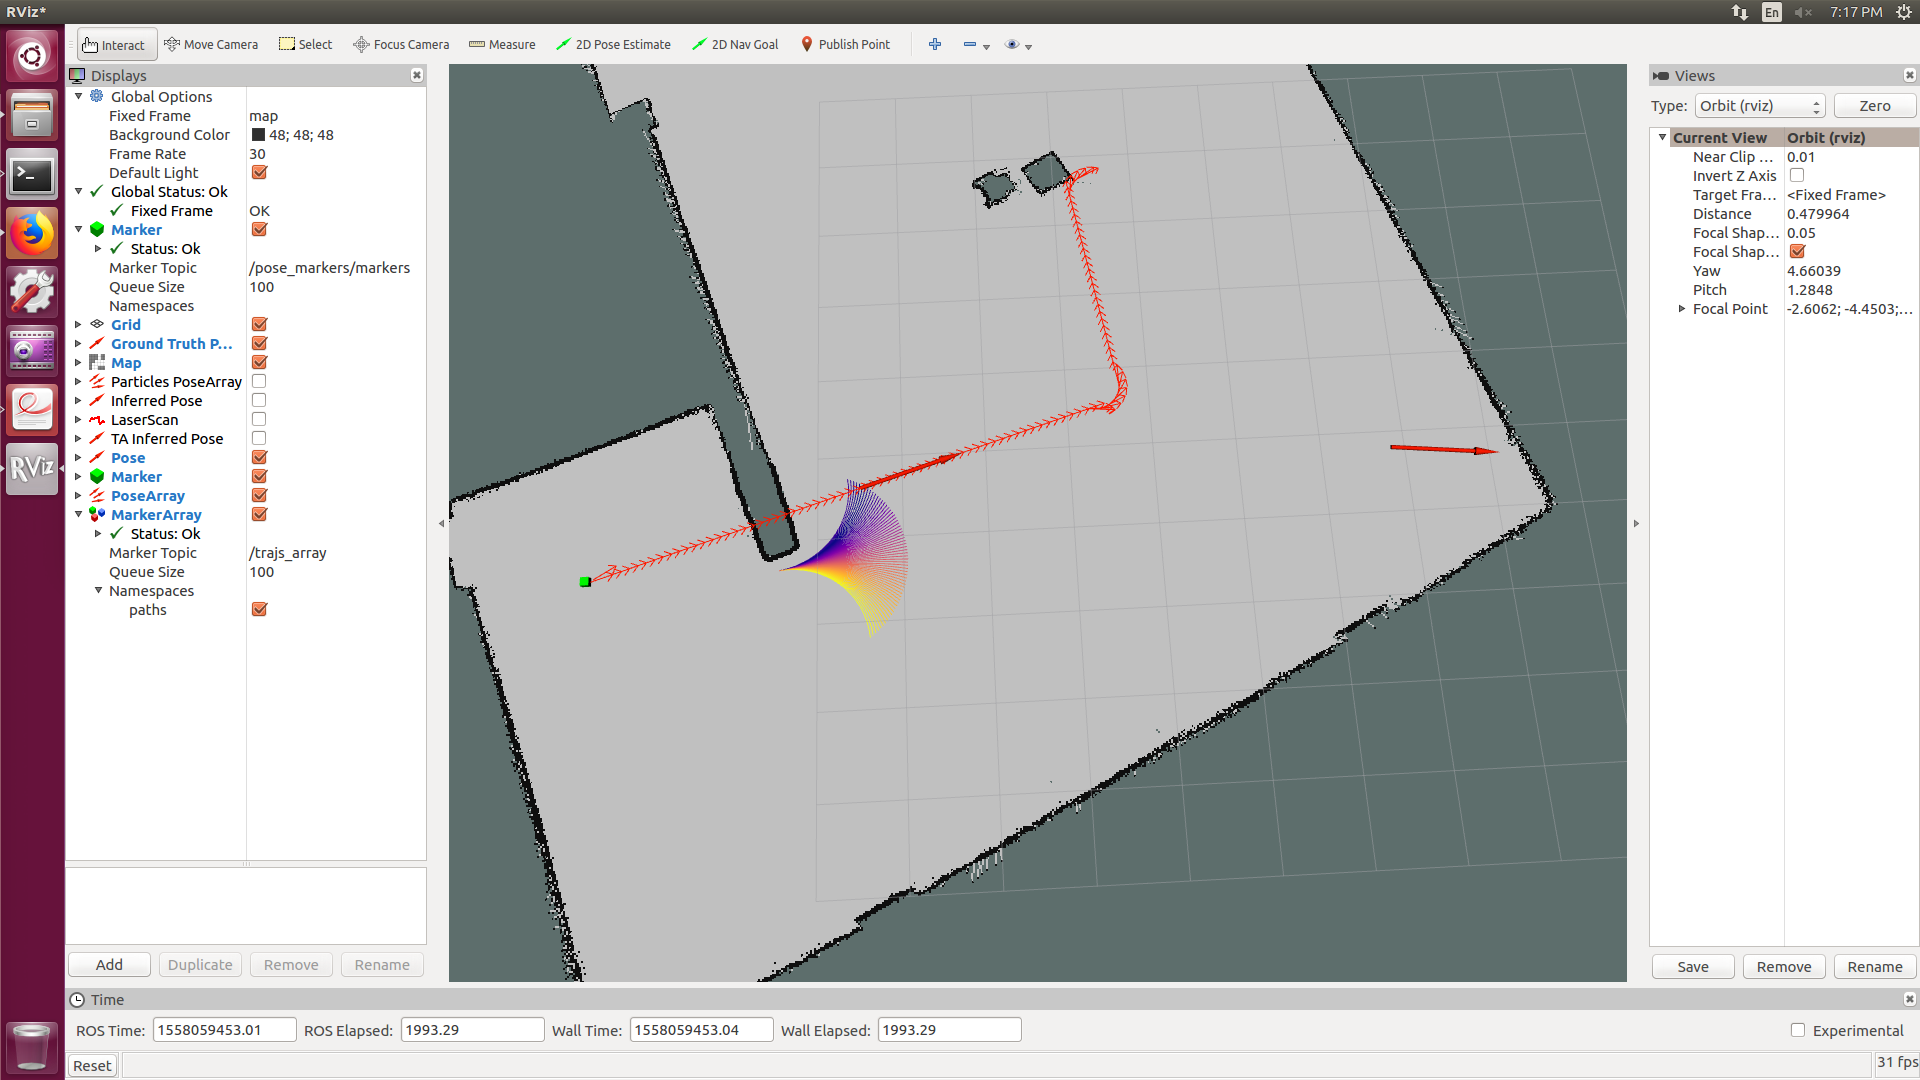 RViz*
En
7:17 PM
Interact
Move Camera
Select
Focus Camera
Measure
2D Pose Estimate
2D Nav Goal
Publish Point
Displays
Global Options
Fixed Frame map
Background Color 48; 48; 48
Frame Rate 30
Default Light
Global Status: Ok
Fixed Frame OK
Marker
Status: Ok
Marker Topic /pose_markers/markers
Queue Size 100
Namespaces
Grid
Ground Truth P...
Map
Particles PoseArray
Inferred Pose
LaserScan
TA Inferred Pose
Pose
Marker
PoseArray
MarkerArray
Status: Ok
Marker Topic /trajs_array
Queue Size 100
Namespaces
paths
Add Duplicate Remove Rename
RViz
Views
Type: Orbit (rviz) Zero
Current View Orbit (rviz)
Near Clip ... 0.01
Invert Z Axis
Target Fra... <Fixed Frame>
Distance 0.479964
Focal Shap... 0.05
Focal Shap...
Yaw 4.66039
Pitch 1.2848
Focal Point -2.6062; -4.4503;...
Save Remove Rename
Time
ROS Time: 1558059453.01 ROS Elapsed: 1993.29 Wall Time: 1558059453.04 Wall Elapsed: 1993.29 Experimental
Reset 31 fps